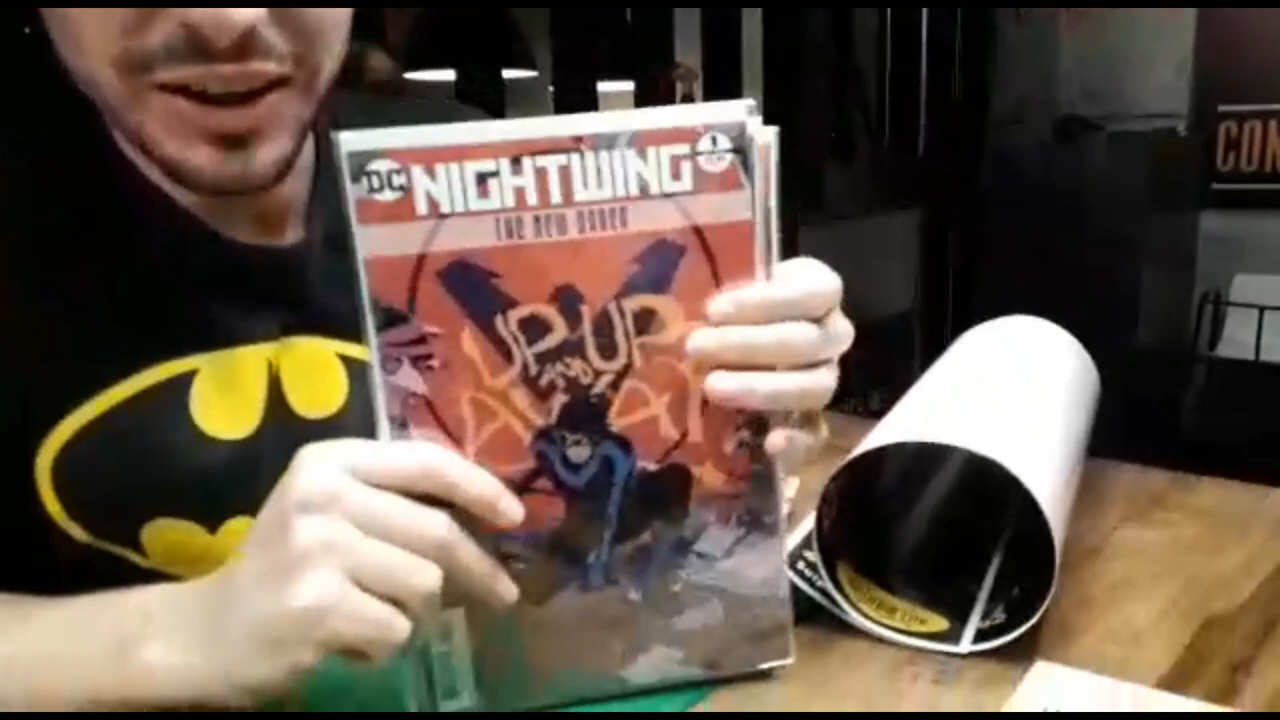 DC
NIGHTWING
1
THE NEW ORDER
UP UP
AND
AWAY
CON